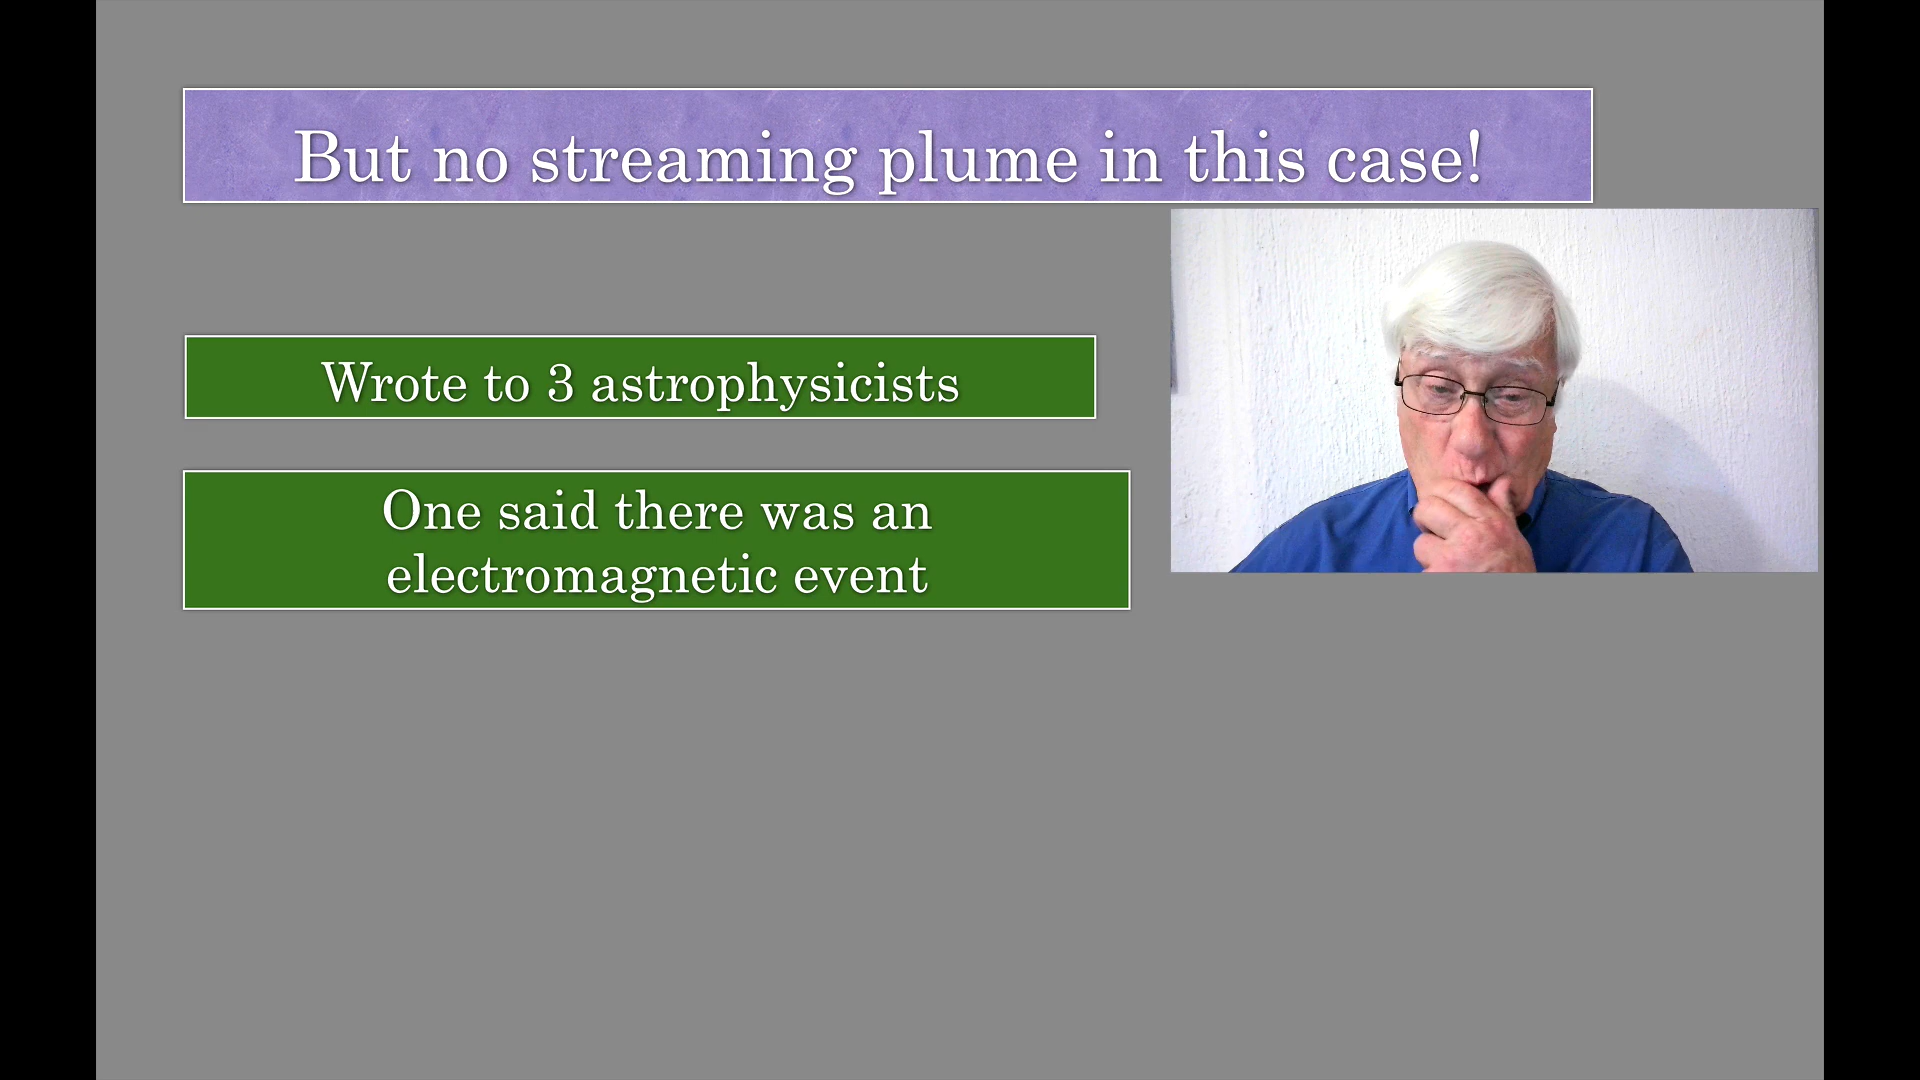 But no streaming plume in this case!
Wrote to 3 astrophysicists
One said there was an
electromagnetic event